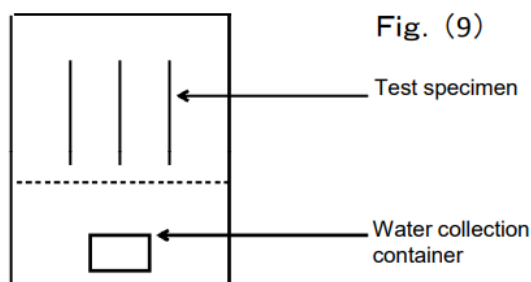 Fig. (9)
Test specimen
Water collection
container